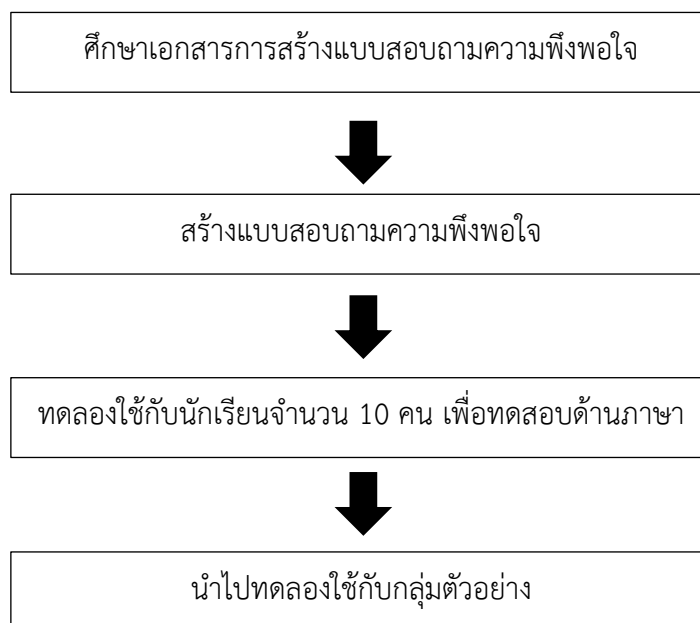 ศึกษาเอกสารการสร้างแบบสอบถามความพึงพอใจ
สร้างแบบสอบถามความพึงพอใจ
ทดลองใช้กับนักเรียนจำนวน 10 คน เพื่อทดสอบด้านภาษา
นำไปทดลองใช้กับกลุ่มตัวอย่าง